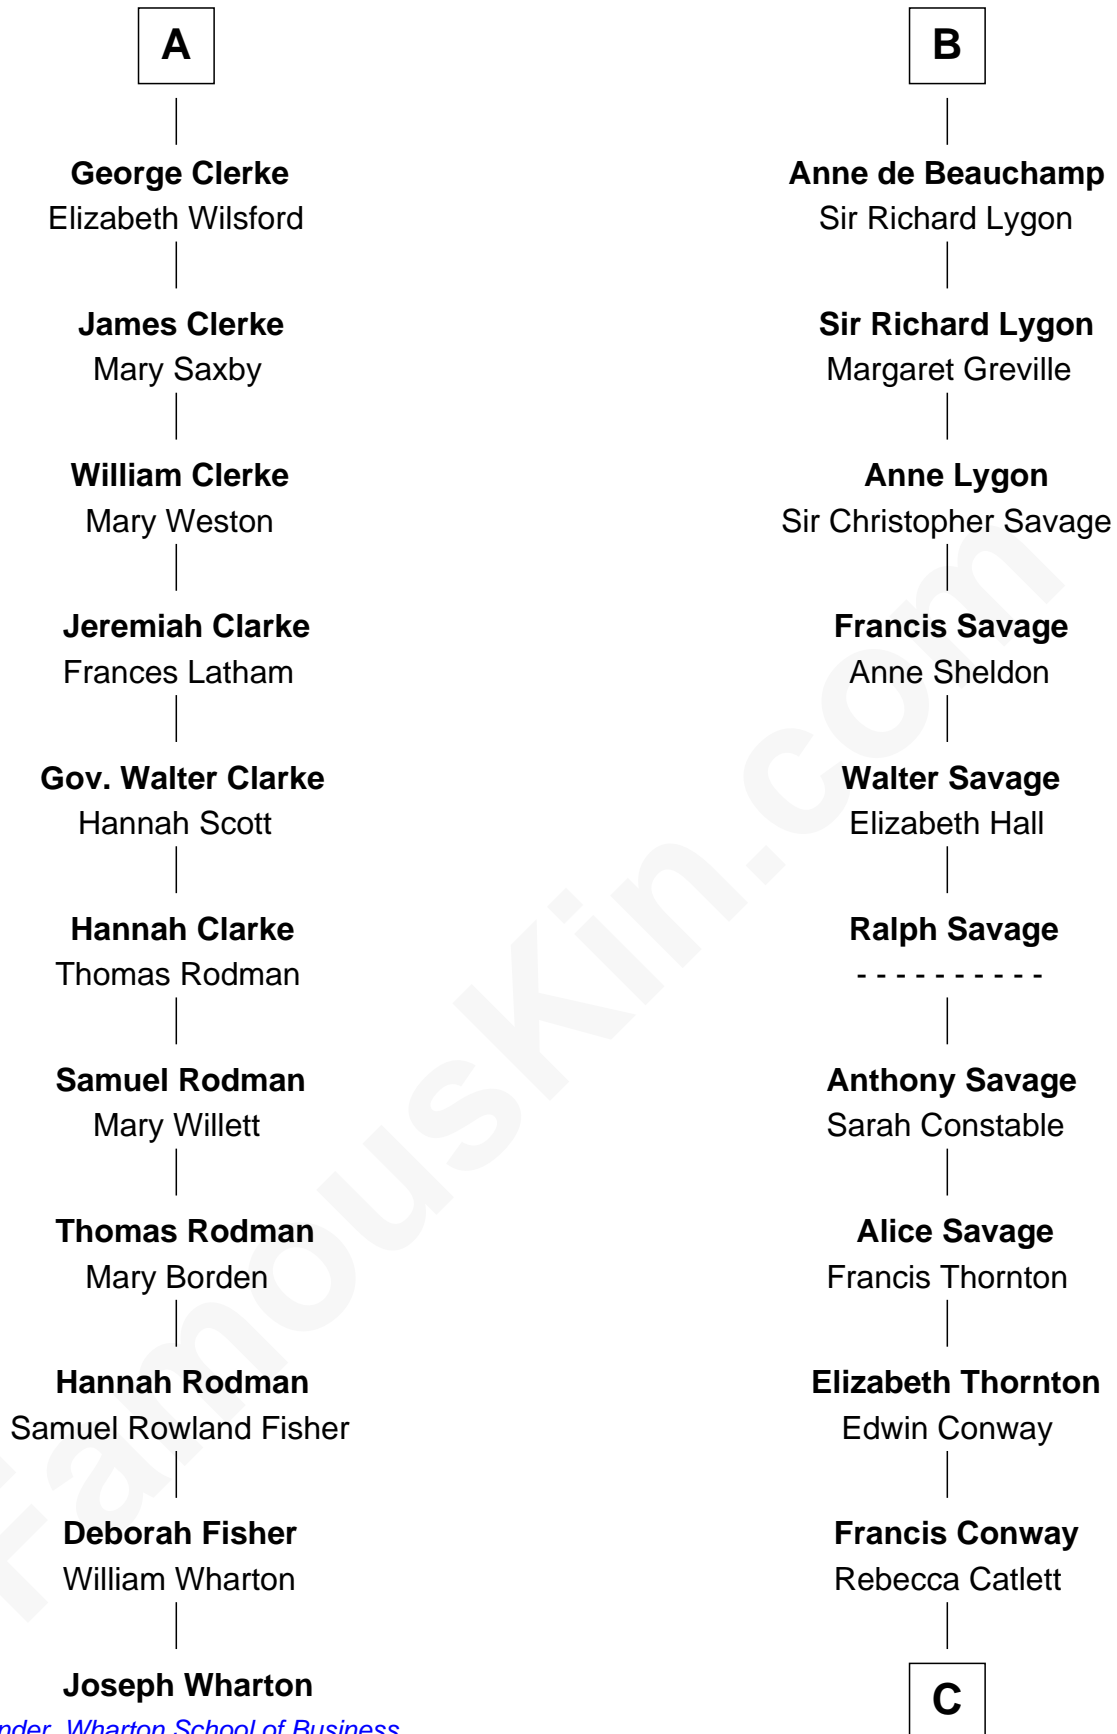 A
George Clerke
Elizabeth Wilsford
James Clerke
Mary Saxby
William Clerke
Mary Weston
Jeremiah Clarke
Frances Latham
Gov. Walter Clarke
Hannah Scott
Hannah Clarke
Thomas Rodman
Samuel Rodman
Mary Willett
Thomas Rodman
Mary Borden
Hannah Rodman
Samuel Rowland Fisher
Deborah Fisher
William Wharton
Joseph Wharton
Wharton School of Business
B
Anne de Beauchamp
Sir Richard Lygon
Sir Richard Lygon
Margaret Greville
Anne Lygon
Sir Christopher Savage
Francis Savage
Anne Sheldon
Walter Savage
Elizabeth Hall
Ralph Savage
- - - - - - - - - -
Anthony Savage
Sarah Constable
Alice Savage
Francis Thornton
Elizabeth Thornton
Edwin Conway
Francis Conway
Rebecca Catlett
C
FamousKin.com